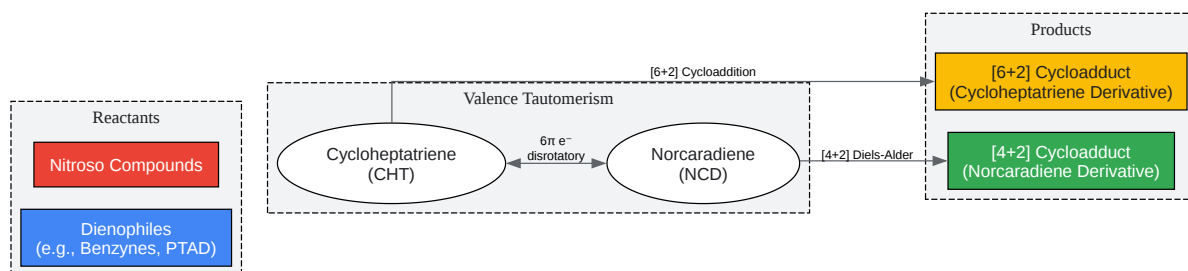 Reactants
Nitroso Compounds
Dienophiles
(e.g., Benzynes, PTAD)
Valence Tautomerism
Cycloheptatriene
(CHT)
6π e⁻
disrotatory
Norcaradiene
(NCD)
[6+2] Cycloaddition
[4+2] Diels-Alder
Products
[6+2] Cycloadduct
(Cycloheptatriene Derivative)
[4+2] Cycloadduct
(Norcaradiene Derivative)